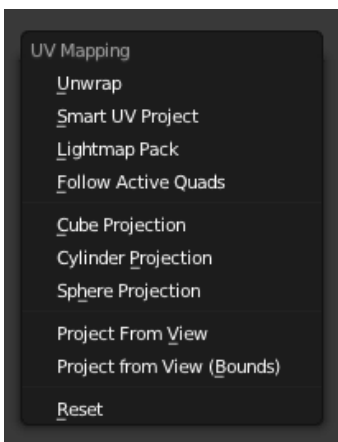 UV Mapping
Unwrap
Smart UV Project
Lightmap Pack
Follow Active Quads
Cube Projection
Cylinder Projection
Sphere Projection
Project From View
Project from View (Bounds)
Reset